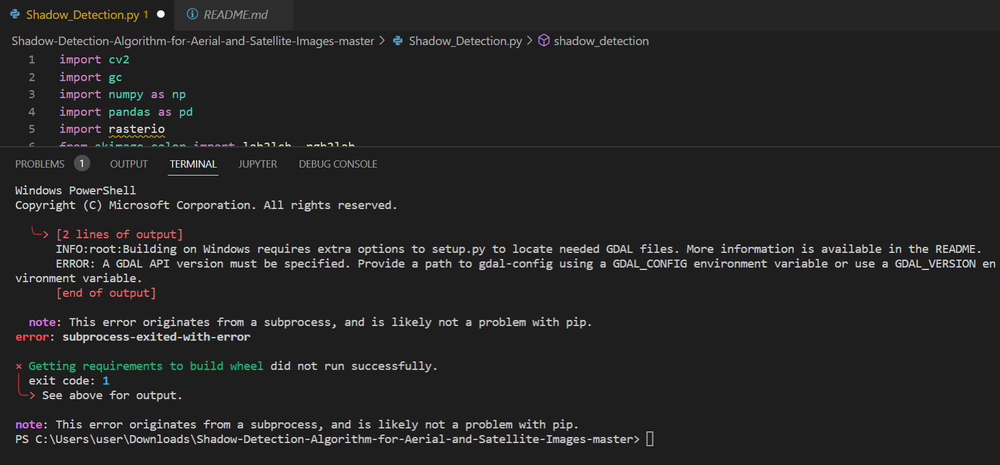 Shadow_Detection.py 1
README.md
Shadow-Detection-Algorithm-for-Aerial-and-Satellite-Images-master > Shadow_Detection.py > shadow_detection
1 import cv2
2 import gc
3 import numpy as np
4 import pandas as pd
5 import rasterio
6 from skimage.color import lab2lch, rgb2lab
PROBLEMS 1 OUTPUT TERMINAL JUPYTER DEBUG CONSOLE
Windows PowerShell
Copyright (C) Microsoft Corporation. All rights reserved.
╰─> [2 lines of output]
INFO:root:Building on Windows requires extra options to setup.py to locate needed GDAL files. More information is available in the README.
ERROR: A GDAL API version must be specified. Provide a path to gdal-config using a GDAL_CONFIG environment variable or use a GDAL_VERSION en
vironment variable.
[end of output]
note: This error originates from a subprocess, and is likely not a problem with pip.
error: subprocess-exited-with-error
× Getting requirements to build wheel did not run successfully.
│ exit code: 1
╰─> See above for output.
note: This error originates from a subprocess, and is likely not a problem with pip.
PS C:\Users\user\Downloads\Shadow-Detection-Algorithm-for-Aerial-and-Satellite-Images-master>